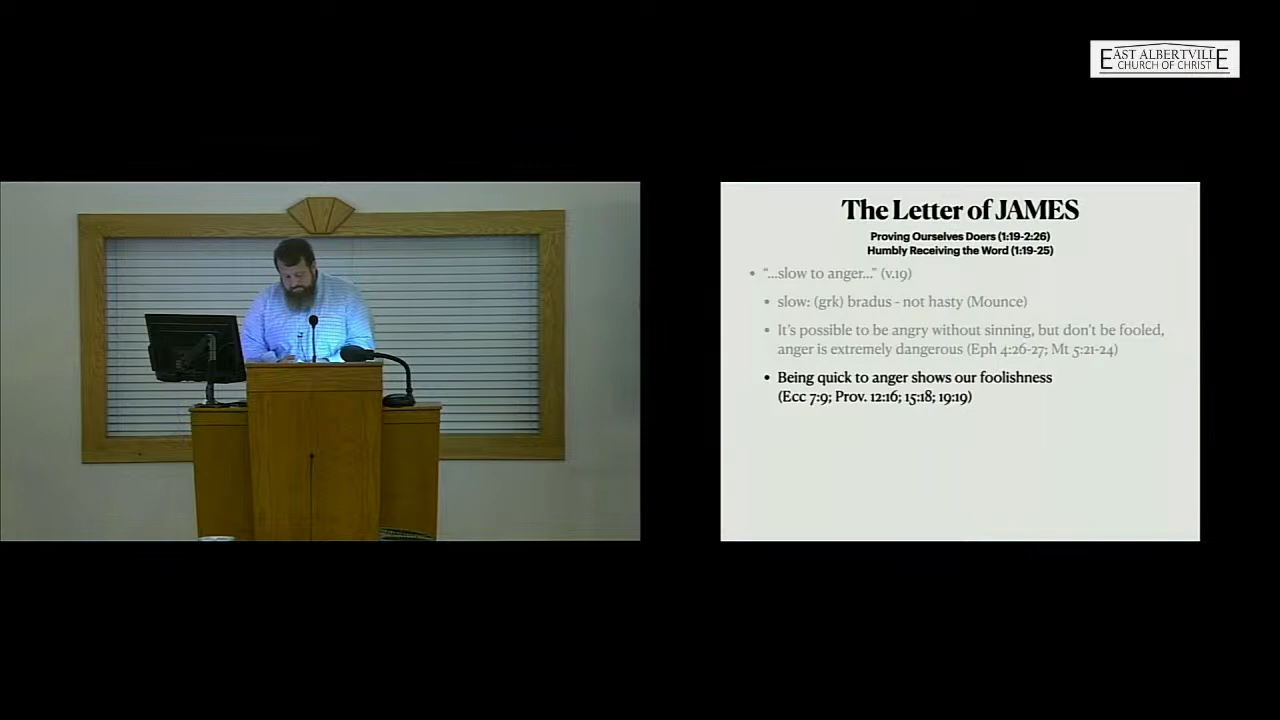 EAST ALBERTVILLE
CHURCH OF CHRIST
The Letter of JAMES
Proving Ourselves Doers (1:19-2:26)
Humbly Receiving the Word (1:19-25)
• “...slow to anger...” (v.19)
• slow: (grk) bradus - not hasty (Mounce)
• It’s possible to be angry without sinning, but don’t be fooled,
anger is extremely dangerous (Eph 4:26-27; Mt 5:21-24)
• Being quick to anger shows our foolishness
(Ecc 7:9; Prov. 12:16; 15:18; 19:19)